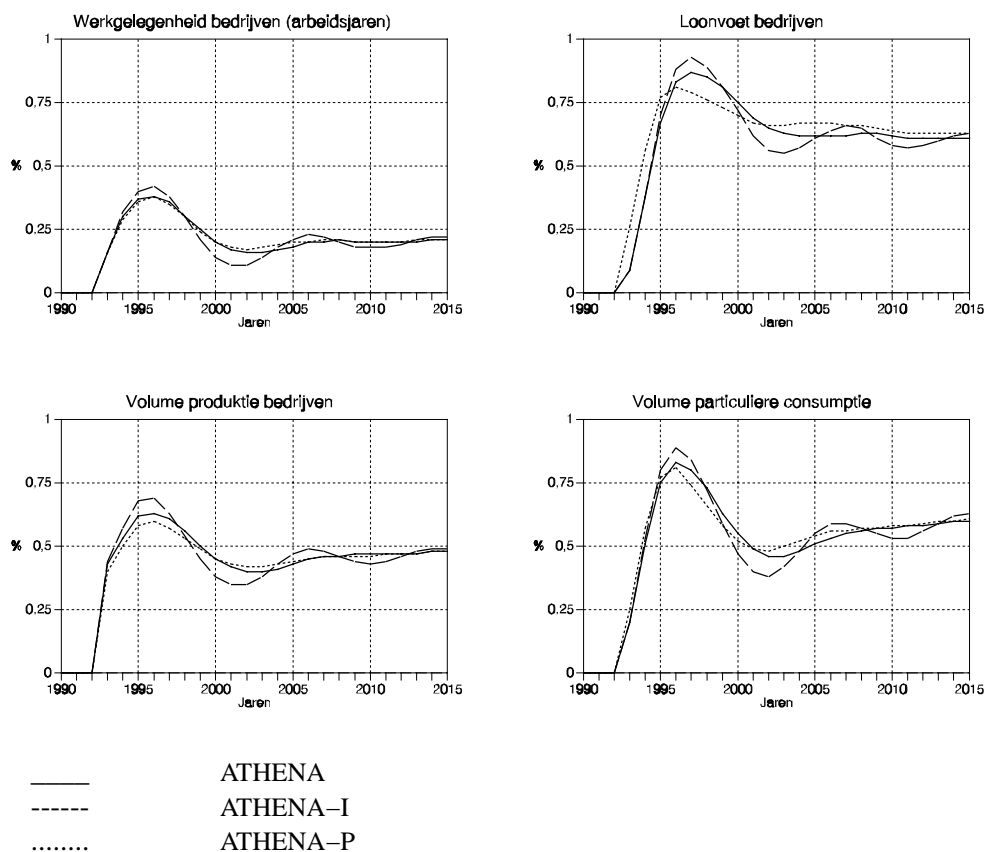 Werkgelegenheid bedrijven (arbeidsjaren)
1
0,75
% 0,5
0,25
0
1990 1995 2000 2005 2010 2015
Jaren
Loonvoet bedrijven
1
0,75
% 0,5
0,25
0
1990 1995 2000 2005 2010 2015
Jaren
Volume produktie bedrijven
1
0,75
% 0,5
0,25
0
1990 1995 2000 2005 2010 2015
Jaren
Volume particuliere consumptie
1
0,75
% 0,5
0,25
0
1990 1995 2000 2005 2010 2015
Jaren
ATHENA
ATHENA–I
ATHENA–P